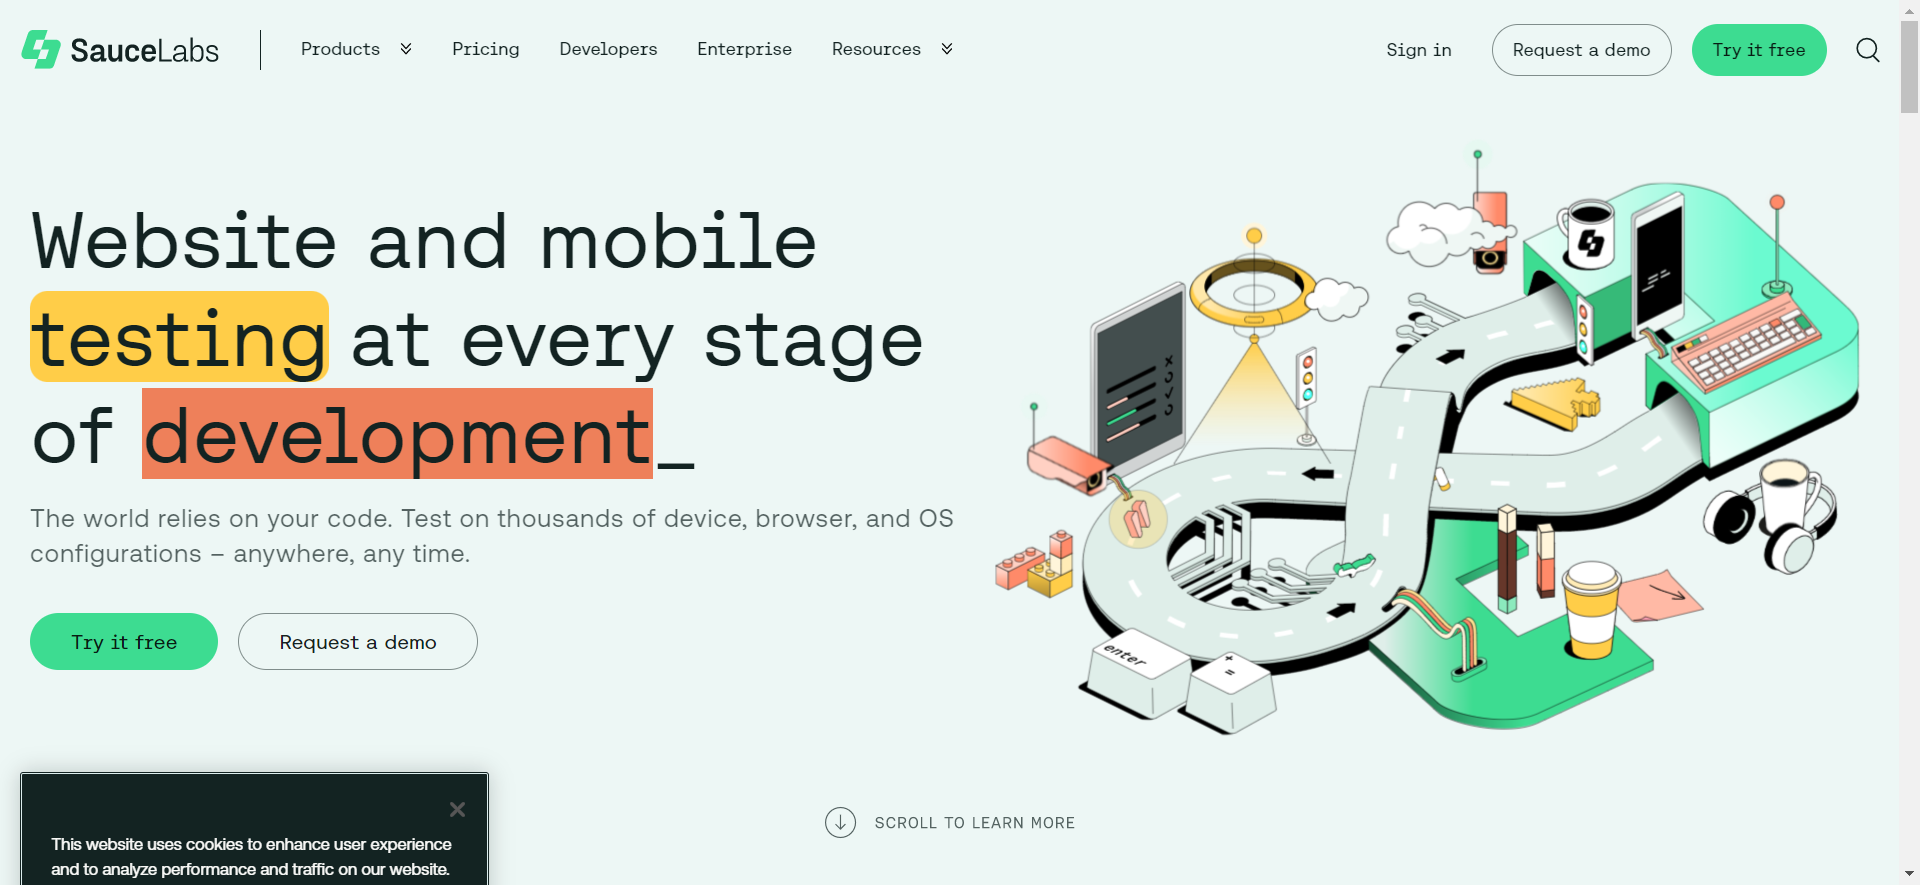 SauceLabs
Products
Pricing
Developers
Enterprise
Resources
Sign in
Request a demo
Try it free
Website and mobile
testing at every stage
of development_
The world relies on your code. Test on thousands of device, browser, and OS
configurations – anywhere, any time.
Try it free
Request a demo
enter
+
=
SCROLL TO LEARN MORE
This website uses cookies to enhance user experience
and to analyze performance and traffic on our website.